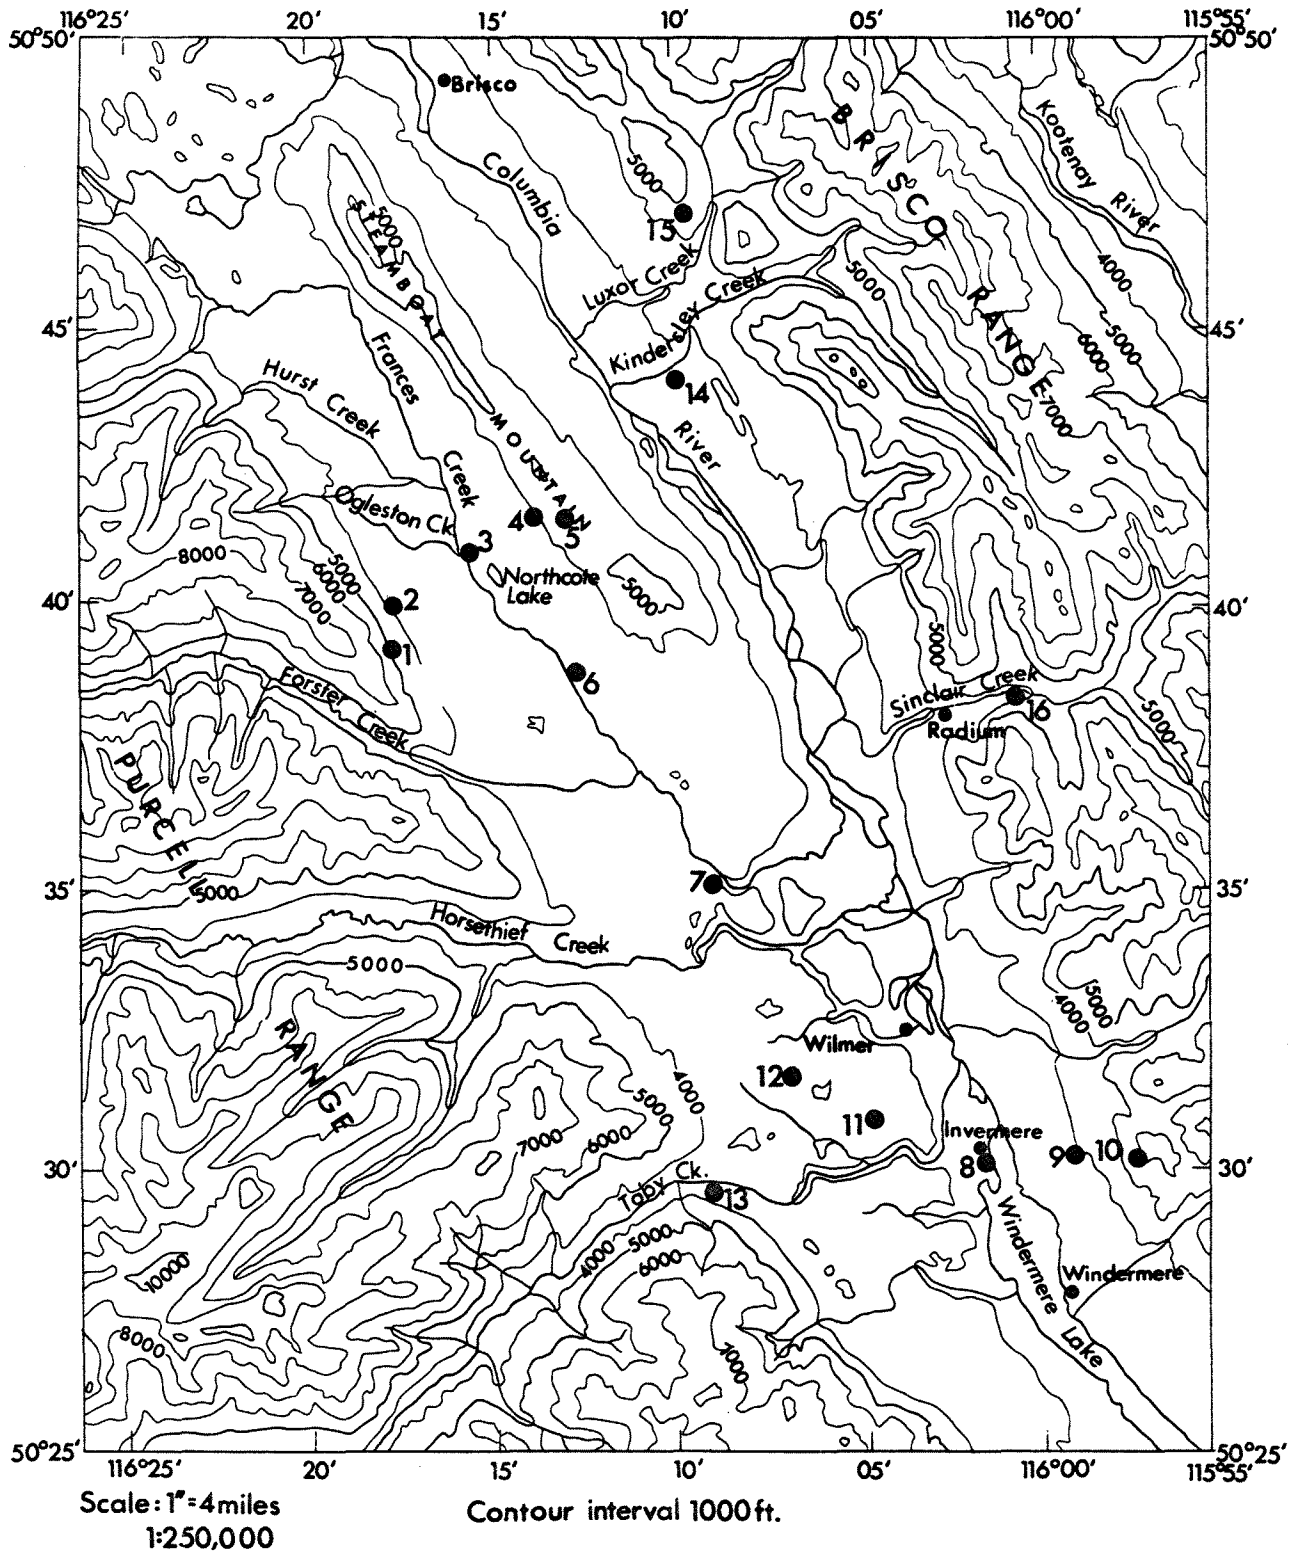 116°25′ 20′ 15′ 10′ 05′ 116°00′ 115°55′
50°50′ 50°50′
Brisco
BRISCO
RANGE
Kootenay River
Columbia
5000
15
5000
STEAMBOAT
MOUNTAIN
Luxor Creek
Kindersley Creek
5000
4000
5000
6000
7000
45′ 45′
Frances
Creek
Hurst
Creek
14
River
Ogleston Ck.
4
5
3
8000
5000
6000
7000
Northcote
Lake
5000
40′ 40′
2
1
6
5000
Forster Creek
Sinclair Creek
16
Radium
5000
PURCELL
RANGE
7
35′ 35′
5000
Horsethief Creek
5000
5000
4000
Wilmer
12
4000
5000
11
7000
6000
Invermere
8
9
10
30′ 30′
Toby Ck.
13
4000
5000
6000
Windermere Lake
Windermere
10000
8000
7000
50°25′ 50°25′
116°25′ 20′ 15′ 10′ 05′ 116°00′ 115°55′
Scale: 1″=4miles
1:250,000
Contour interval 1000ft.